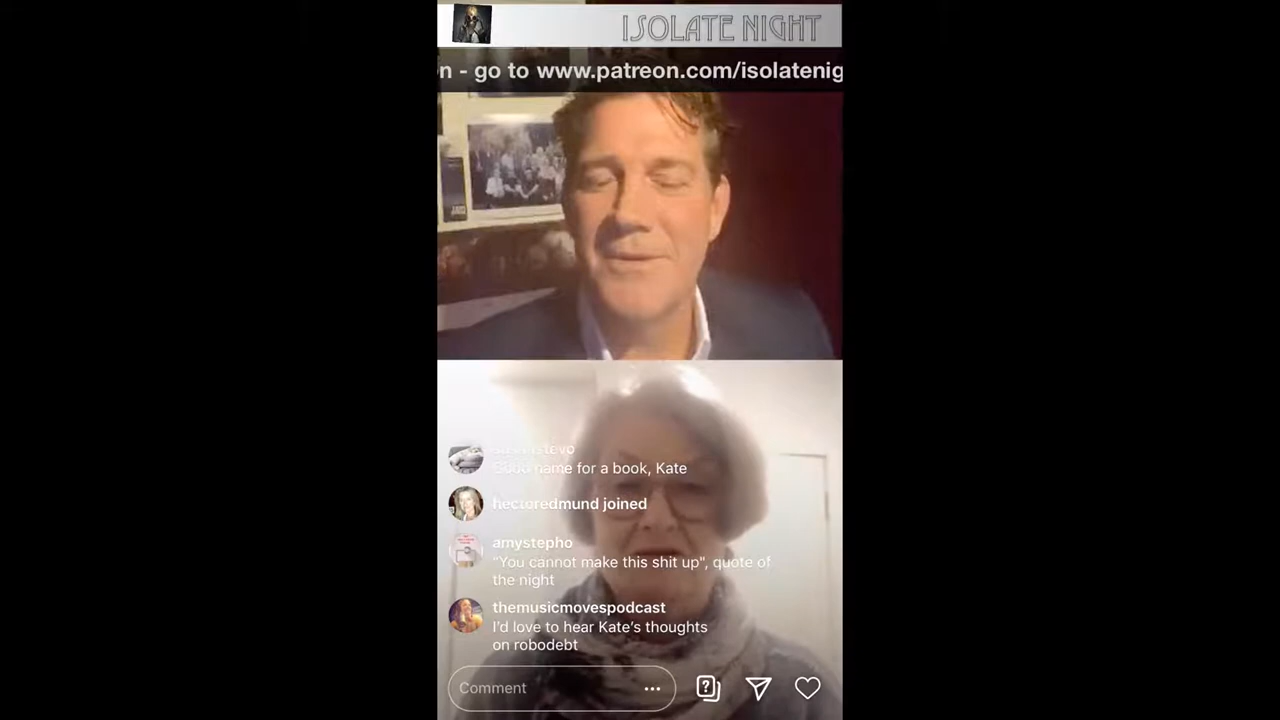 ISOLATE NIGHT
n - go to www.patreon.com/isolatenig
Good name for a book, Kate
hectoredmund joined
amystepho
"You cannot make this shit up", quote of
the night
themusicmovespodcast
I'd love to hear Kate's thoughts
on robodebt
Comment